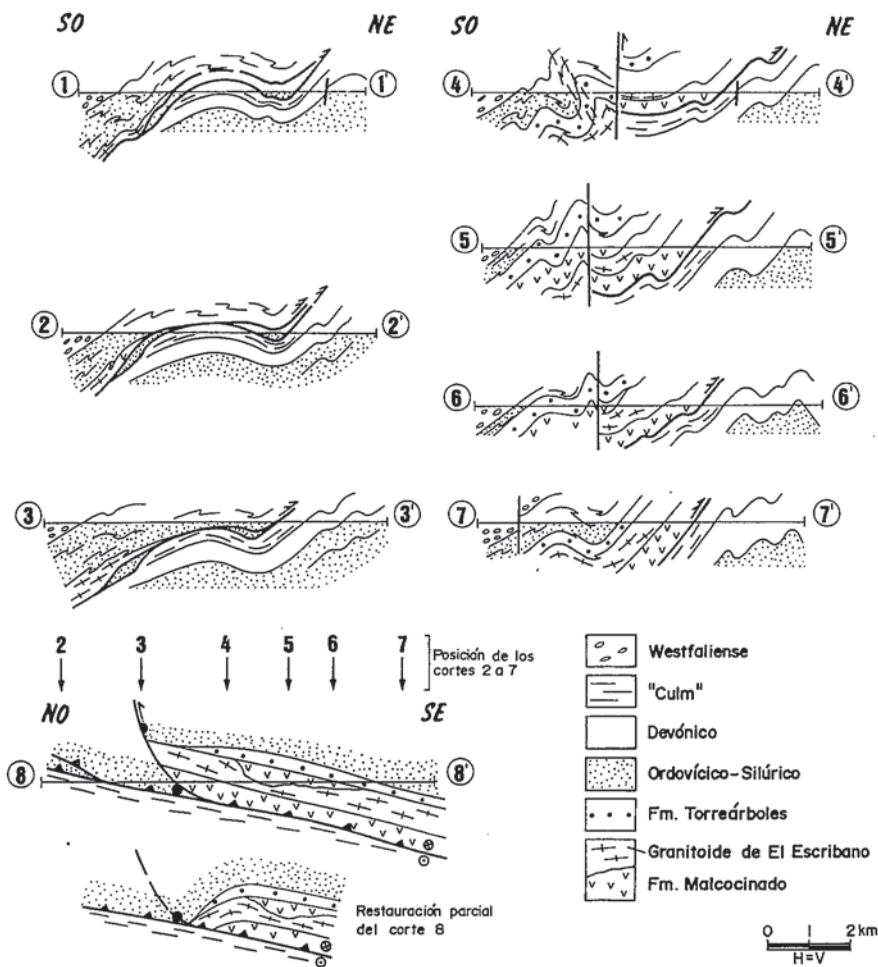 SO
NE
1
1'
2
2'
3
3'
SO
NE
4
4'
5
5'
6
6'
7
7'
2 3 4 5 6 7
Posición de los
cortes 2 a 7
NO
SE
8
8'
Restauración parcial
del corte 8
Westfaliense
"Culm"
Devónico
Ordovícico-Silúrico
Fm. Torreárboles
Granitoide de El Escribano
Fm. Malcocinado
0 1 2 km
H=V